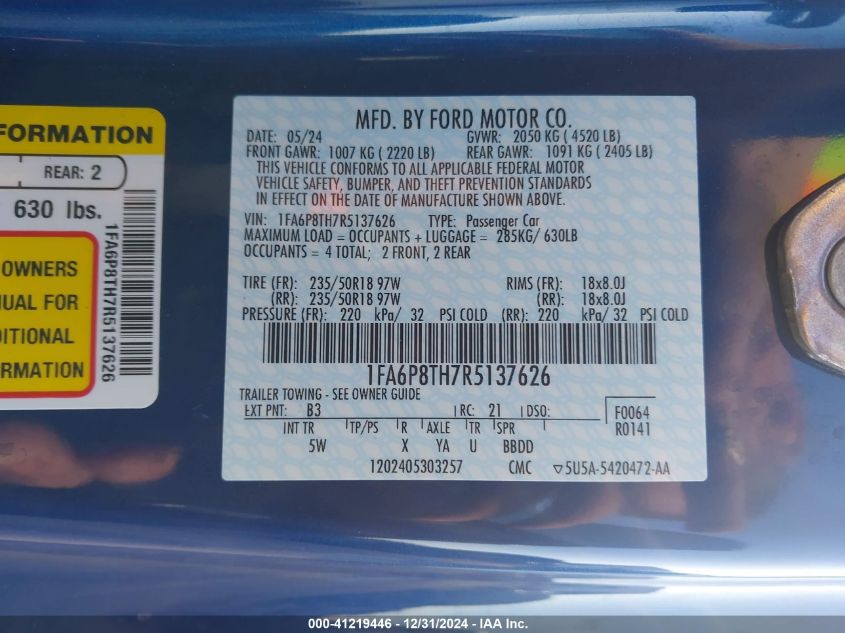 FORMATION
REAR: 2
630 lbs.
OWNERS
NUAL FOR
DITIONAL
RMATION
1FA6P8TH7R5137626
MFD. BY FORD MOTOR CO.
DATE: 05/24 GVWR: 2050 KG ( 4520 LB)
FRONT GAWR: 1007 KG ( 2220 LB) REAR GAWR: 1091 KG ( 2405 LB)
THIS VEHICLE CONFORMS TO ALL APPLICABLE FEDERAL MOTOR
VEHICLE SAFETY, BUMPER, AND THEFT PREVENTION STANDARDS
IN EFFECT ON THE DATE OF MANUFACTURE SHOWN ABOVE.
VIN: 1FA6P8TH7R5137626 TYPE: Passenger Car
MAXIMUM LOAD = OCCUPANTS + LUGGAGE = 285KG/ 630LB
OCCUPANTS = 4 TOTAL; 2 FRONT, 2 REAR
TIRE (FR): 235/50R18 97W RIMS (FR): 18x8.0J
(RR): 235/50R18 97W (RR): 18x8.0J
PRESSURE (FR): 220 kPa/ 32 PSI COLD (RR): 220 kPa/ 32 PSI COLD
1FA6P8TH7R5137626
TRAILER TOWING - SEE OWNER GUIDE
EXT PNT: B3 RC: 21 DSO: F0064
INT TR TP/PS R AXLE TR SPR R0141
5W X YA U BBDD
1202405303257 CMC 5U5A-5420472-AA
000-41219446 - 12/31/2024 - IAA Inc.